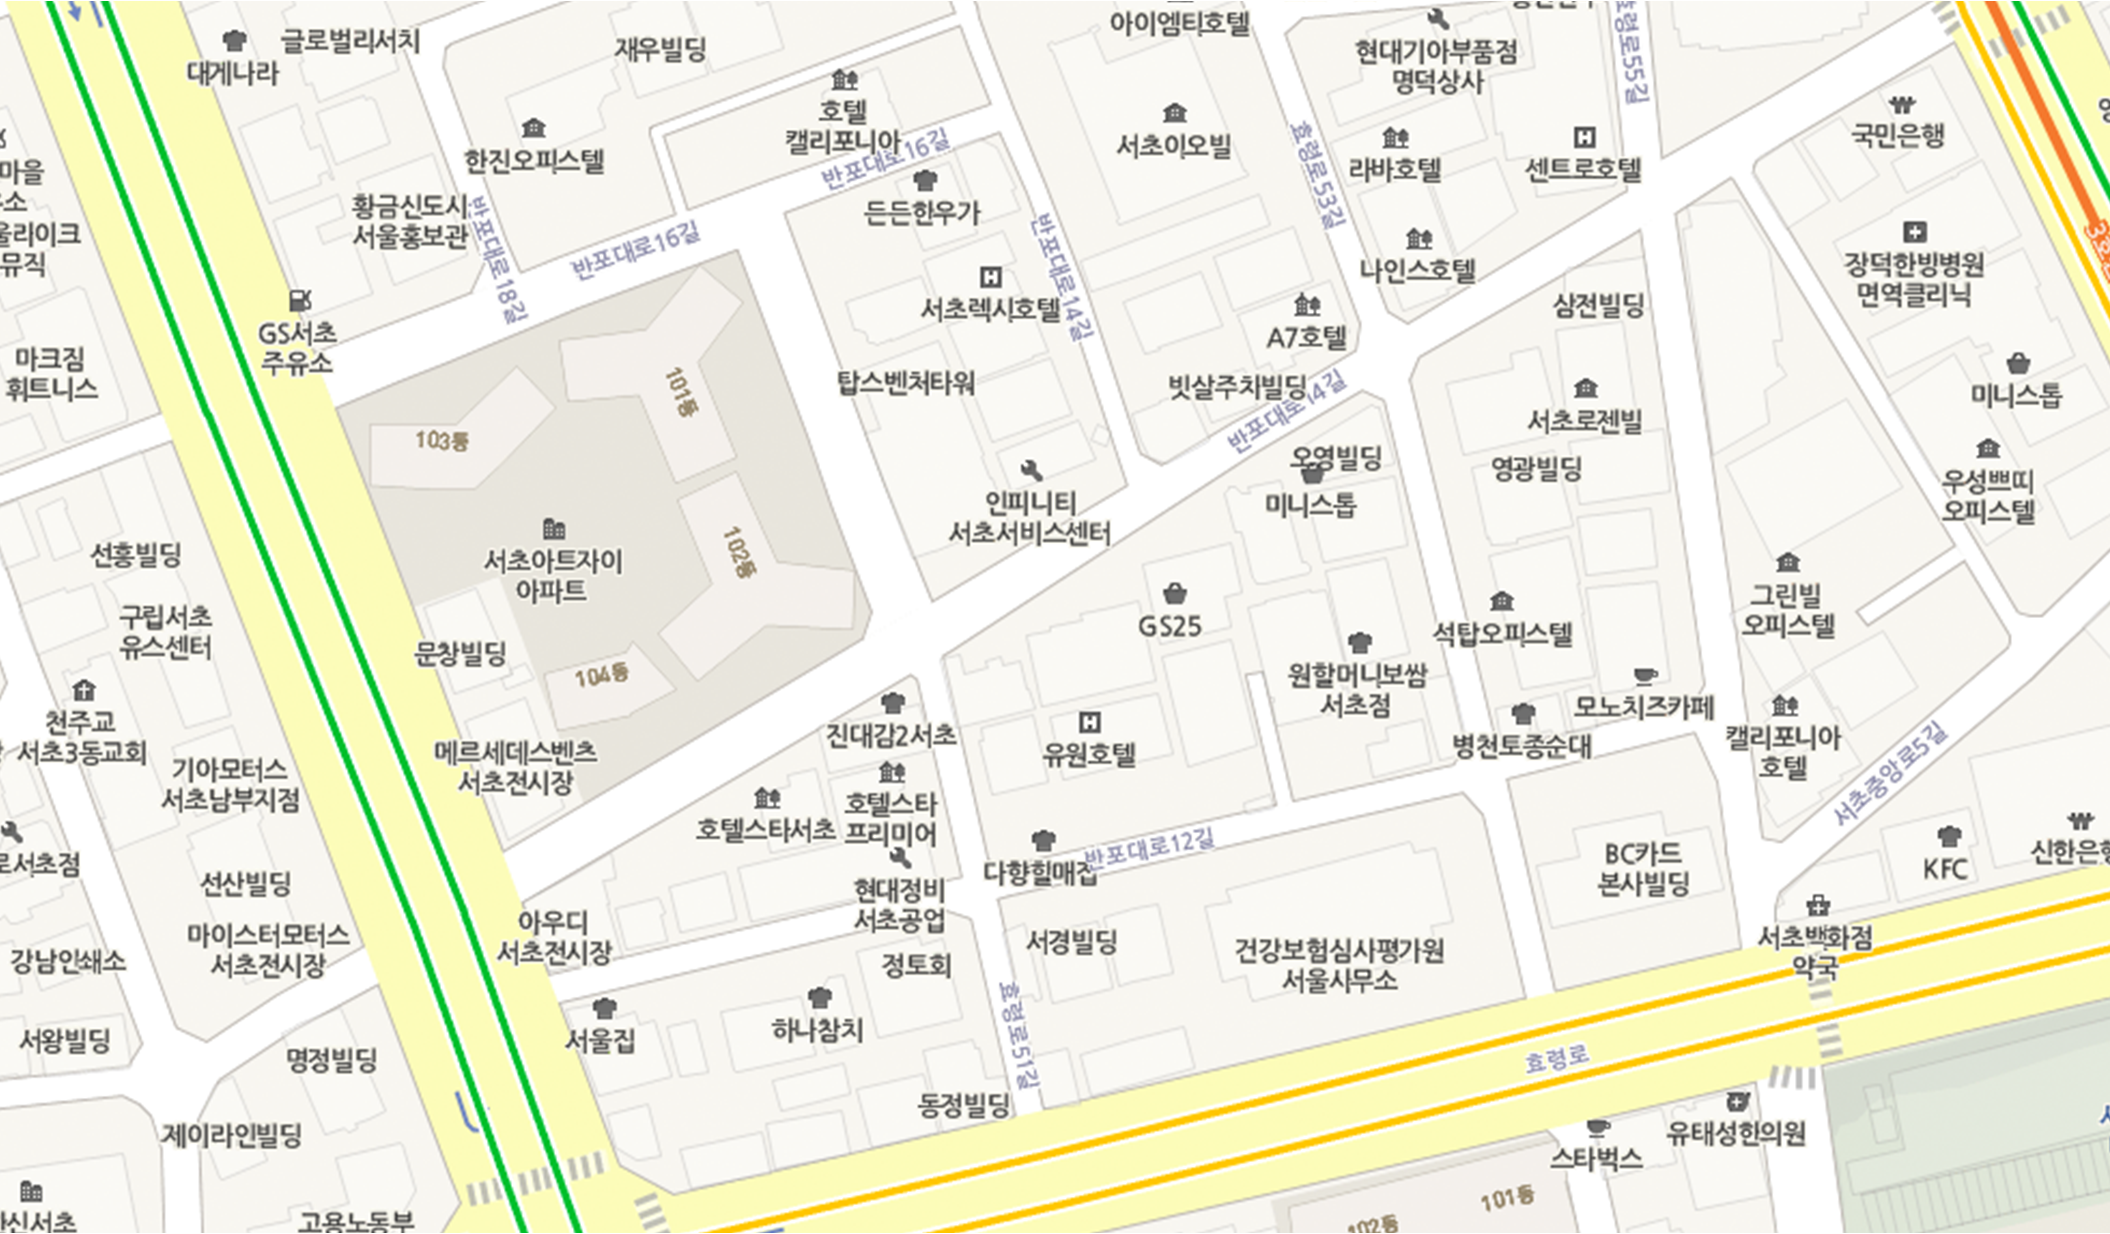 글로벌리서치
대게나라
재우빌딩
아이엠티호텔
현대기아부품점
명덕상사
효령로55길
호텔
캘리포니아
반포대로16길
한진오피스텔
서초이오빌
효령로53길
라바호텔
센트로호텔
국민은행
마을
황금신도시
서울홍보관
반포대로18길
든든한우가
반포대로16길
반포대로14길
나인스호텔
장덕한방병원
면역클리닉
울리이크
뮤직
GS서초
주유소
서초렉시호텔
A7호텔
삼전빌딩
마크짐
휘트니스
101동
탑스벤처타워
빗살주치빌딩
반포대로14길
미니스톱
103동
서초로젠빌
오영빌딩
영광빌딩
미니스톱
우성쁘띠
오피스텔
인피니티
서초서비스센터
선홍빌딩
서초아트자이
아파트
102동
구립서초
유스센터
GS25
그린빌
오피스텔
석탑오피스텔
문창빌딩
104동
원할머니보쌈
서초점
모노치즈카페
천주교
서초3동교회
진대감2서초
유원호텔
병천토종순대
캘리포니아
호텔
서초중앙로5길
기아모터스
서초남부지점
메르세데스벤츠
서초전시장
호텔스타서초
호텔스타
프리미어
로서초점
다향힐매집
반포대로12길
BC카드
본사빌딩
KFC
신한은행
선산빌딩
현대정비
서초공업
아우디
서초전시장
마이스터모터스
서초전시장
강남인쇄소
정토회
서경빌딩
건강보험심사평가원
서울사무소
서초백화점
약국
서왕빌딩
명정빌딩
서울집
하나참치
효령로51길
효령로
동정빌딩
제이라인빌딩
스타벅스
유태성한의원
신서초
고용노동부
101동
102동